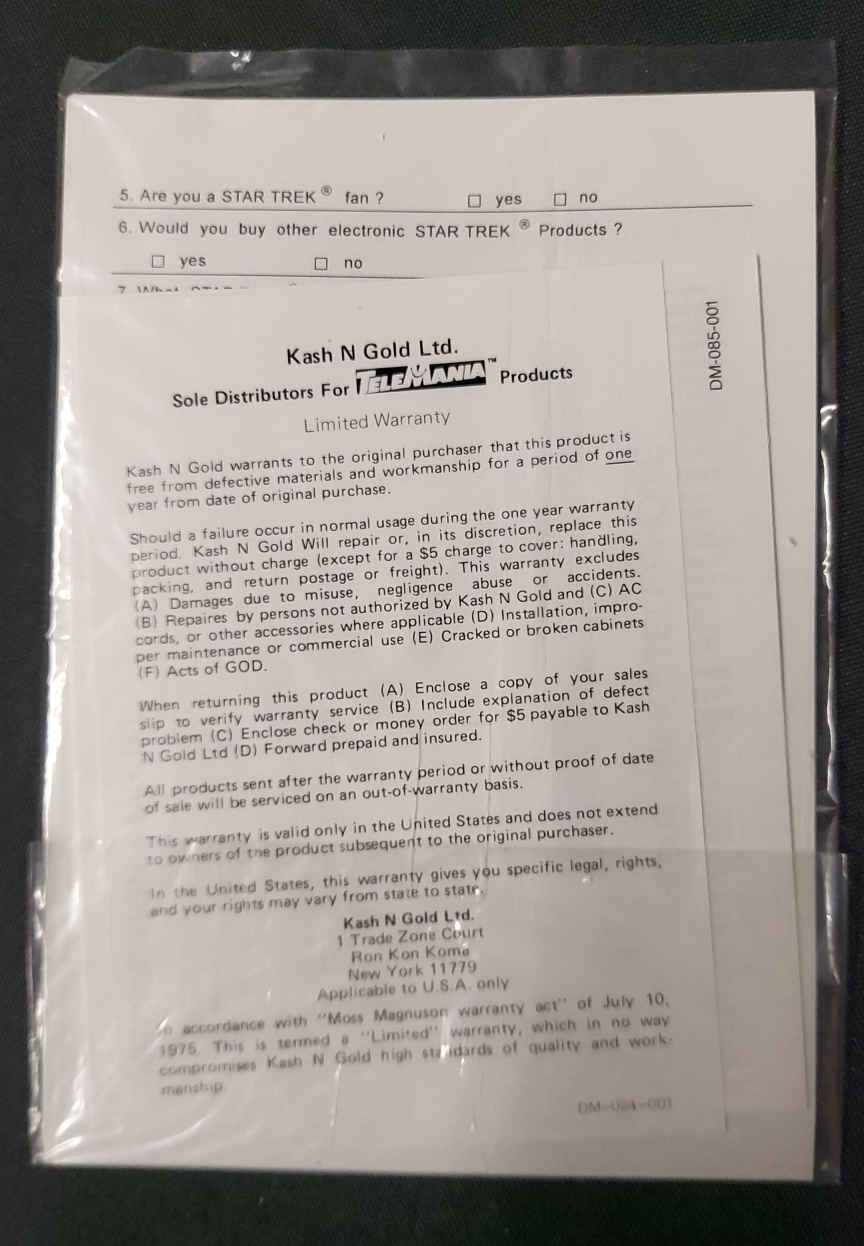 5. Are you a STAR TREK ® fan ? ☐ yes ☐ no
6. Would you buy other electronic STAR TREK ® Products ?
☐ yes ☐ no
7. What
DM-085-001
Kash N Gold Ltd.
Sole Distributors For TELEMANIA™ Products
Limited Warranty
Kash N Gold warrants to the original purchaser that this product is
free from defective materials and workmanship for a period of one
year from date of original purchase.
Should a failure occur in normal usage during the one year warranty
period. Kash N Gold Will repair or, in its discretion, replace this
product without charge (except for a $5 charge to cover: handling,
packing, and return postage or freight). This warranty excludes
(A) Damages due to misuse, negligence abuse or accidents.
(B) Repaires by persons not authorized by Kash N Gold and (C) AC
cords, or other accessories where applicable (D) Installation, impro-
per maintenance or commercial use (E) Cracked or broken cabinets
(F) Acts of GOD.
When returning this product (A) Enclose a copy of your sales
slip to verify warranty service (B) Include explanation of defect
problem (C) Enclose check or money order for $5 payable to Kash
N Gold Ltd (D) Forward prepaid and insured.
All products sent after the warranty period or without proof of date
of sale will be serviced on an out-of-warranty basis.
This warranty is valid only in the United States and does not extend
to owners of the product subsequent to the original purchaser.
In the United States, this warranty gives you specific legal, rights,
and your rights may vary from state to state.
Kash N Gold Ltd.
1 Trade Zone Court
Ron Kon Koma
New York 11779
Applicable to U.S.A. only
In accordance with "Moss Magnuson warranty act" of July 10,
1975. This is termed a "Limited" warranty, which in no way
compromises Kash N Gold high standards of quality and work-
manship.
DM-084-001